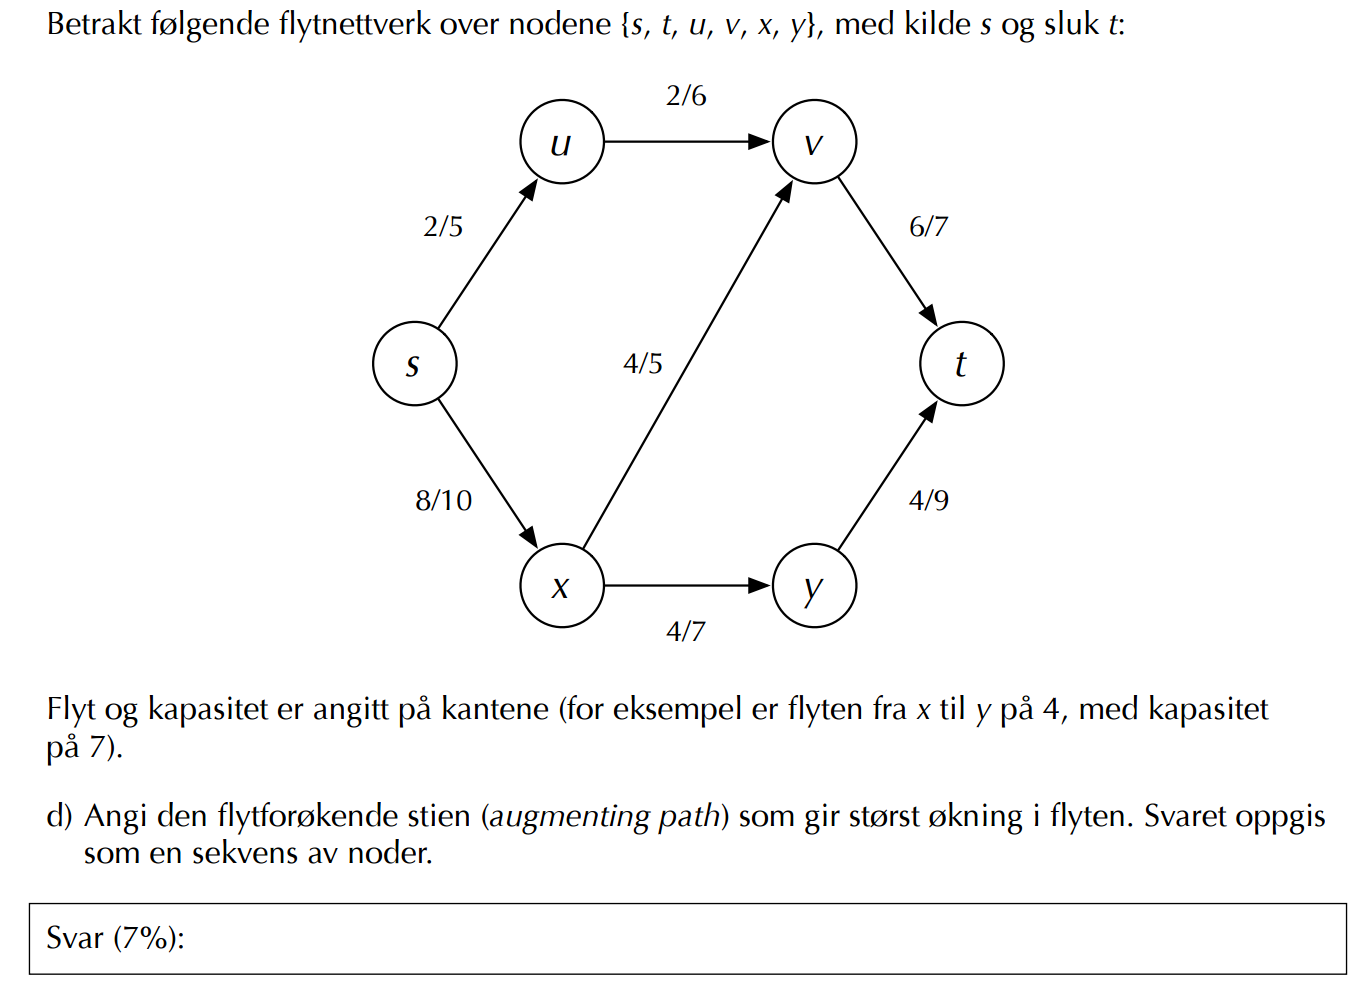 Betrakt følgende flytnettverk over nodene {s, t, u, v, x, y}, med kilde s og sluk t:
2/6
u
v
2/5
6/7
s
4/5
t
8/10
4/9
x
y
4/7
Flyt og kapasitet er angitt på kantene (for eksempel er flyten fra x til y på 4, med kapasitet
på 7).
d) Angi den flytforøkende stien (augmenting path) som gir størst økning i flyten. Svaret oppgis
som en sekvens av noder.
Svar (7%):